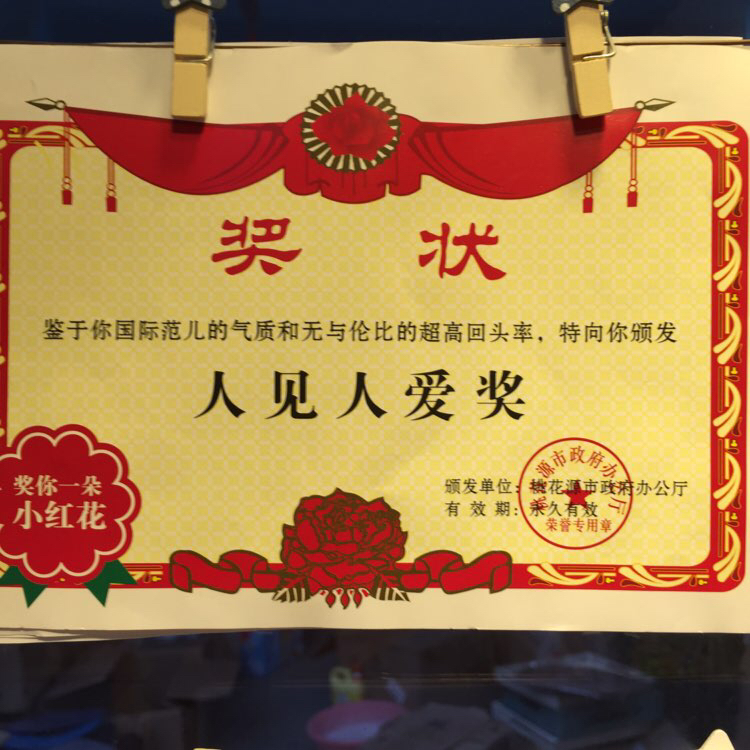 奖 状
鉴于你国际范儿的气质和无与伦比的超高回头率，特向你颁发
人见人爱奖
奖你一朵
小红花
颁发单位：桃花源市政府办公厅
有 效 期：永久有效
桃花源市政府办公厅
荣誉专用章